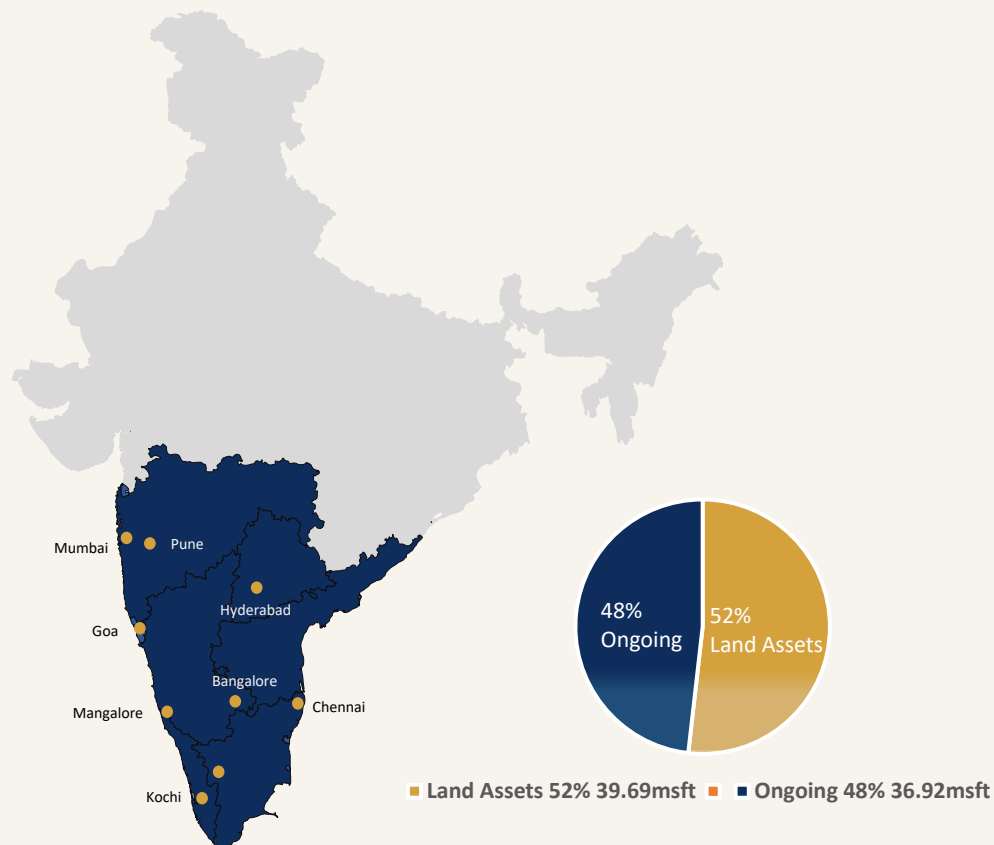 Mumbai
Pune
Hyderabad
Goa
Bangalore
Mangalore
Chennai
Kochi
48%
Ongoing
52%
Land Assets
Land Assets 52% 39.69msft
Ongoing 48% 36.92msft